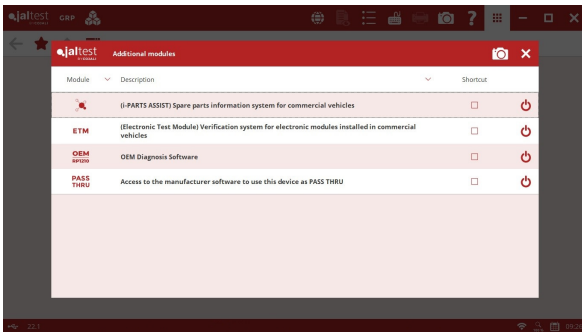 jaltest GRP
jaltest Additional modules
Module Description Shortcut
(i-PARTS ASSIST) Spare parts information system for commercial vehicles
ETM
(Electronic Test Module) Verification system for electronic modules installed in commercial
vehicles
OEM
RP1210
OEM Diagnosis Software
PASS
THRU
Access to the manufacturer software to use this device as PASS THRU
22.1